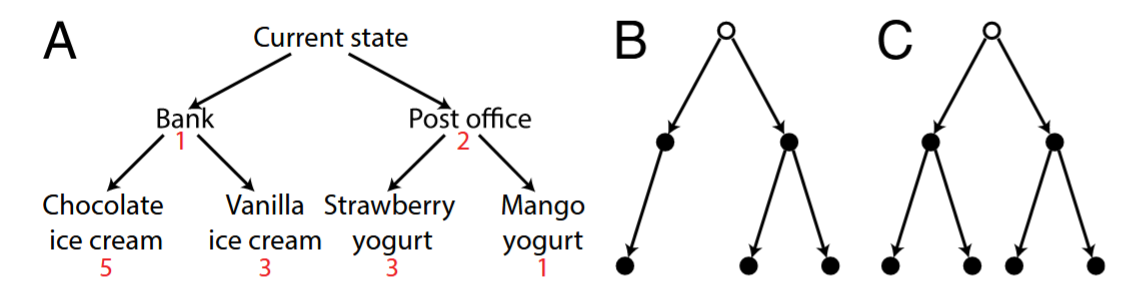 A
Current state
B
C
Bank
1
Post office
2
Chocolate
ice cream
5
Vanilla
ice cream
3
Strawberry
yogurt
3
Mango
yogurt
1